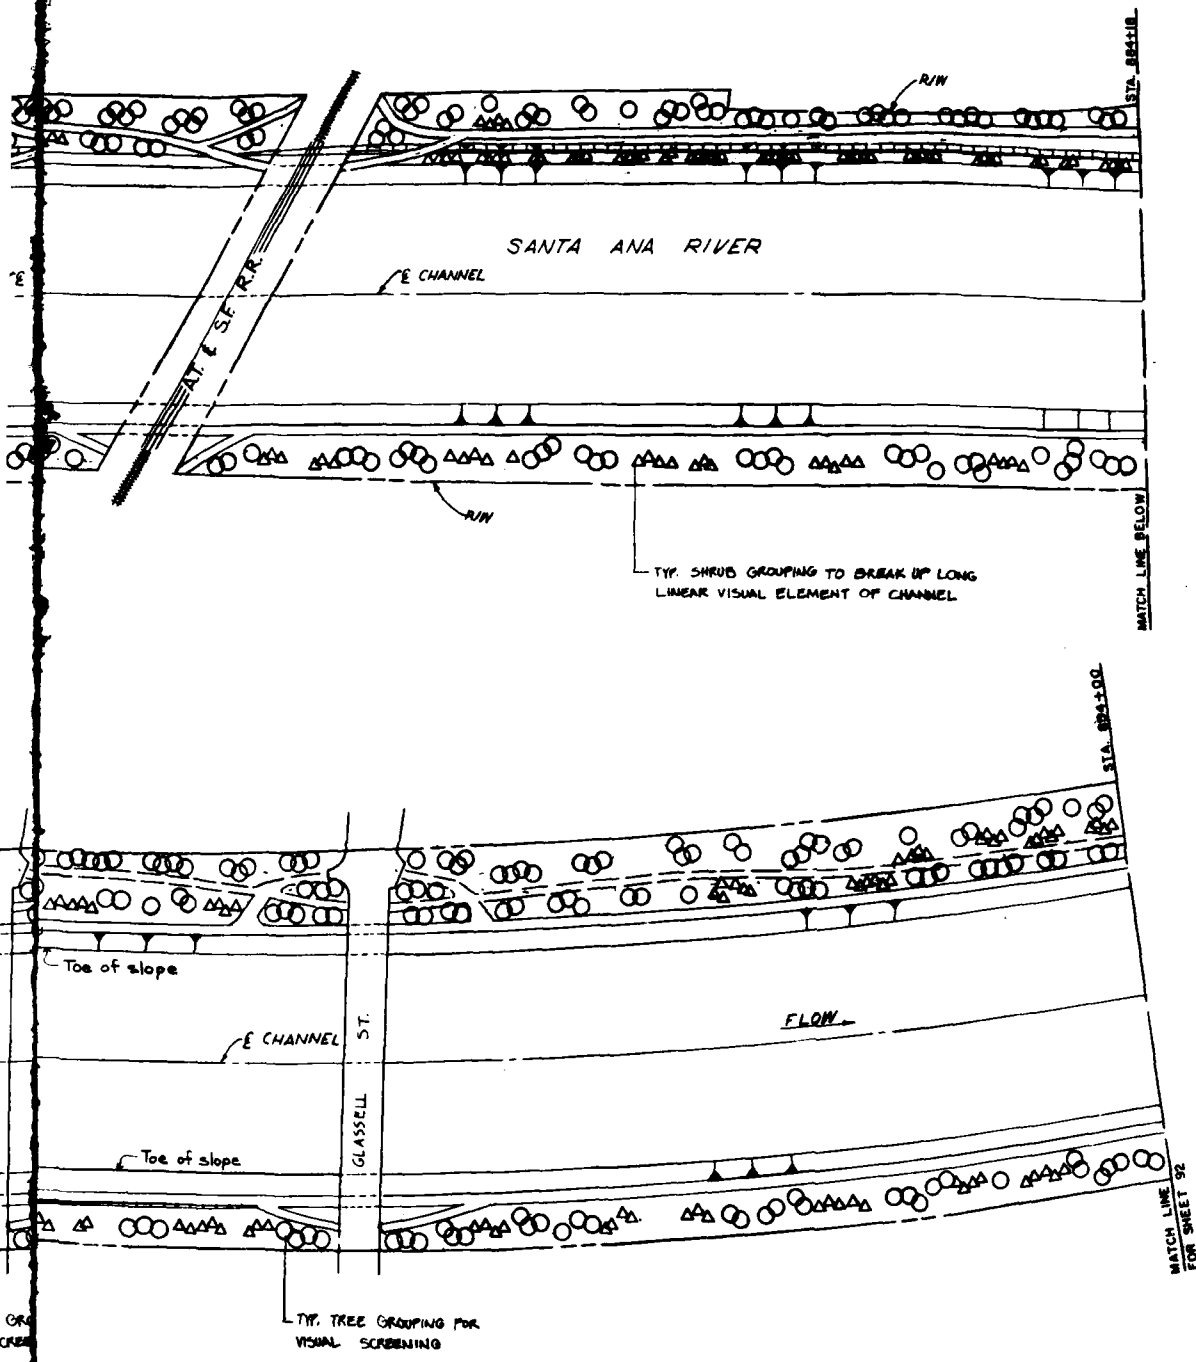 STA. 884+18
R/W
SANTA ANA RIVER
℄ CHANNEL
℄
A.T. & S.F. R.R.
R/W
TYP. SHRUB GROUPING TO BREAK UP LONG
LINEAR VISUAL ELEMENT OF CHANNEL
MATCH LINE BELOW
STA. 894+00
Toe of slope
℄ CHANNEL
GLASSELL ST.
FLOW
Toe of slope
MATCH LINE
FOR SHEET 92
TYP. TREE GROUPING FOR
VISUAL SCREENING